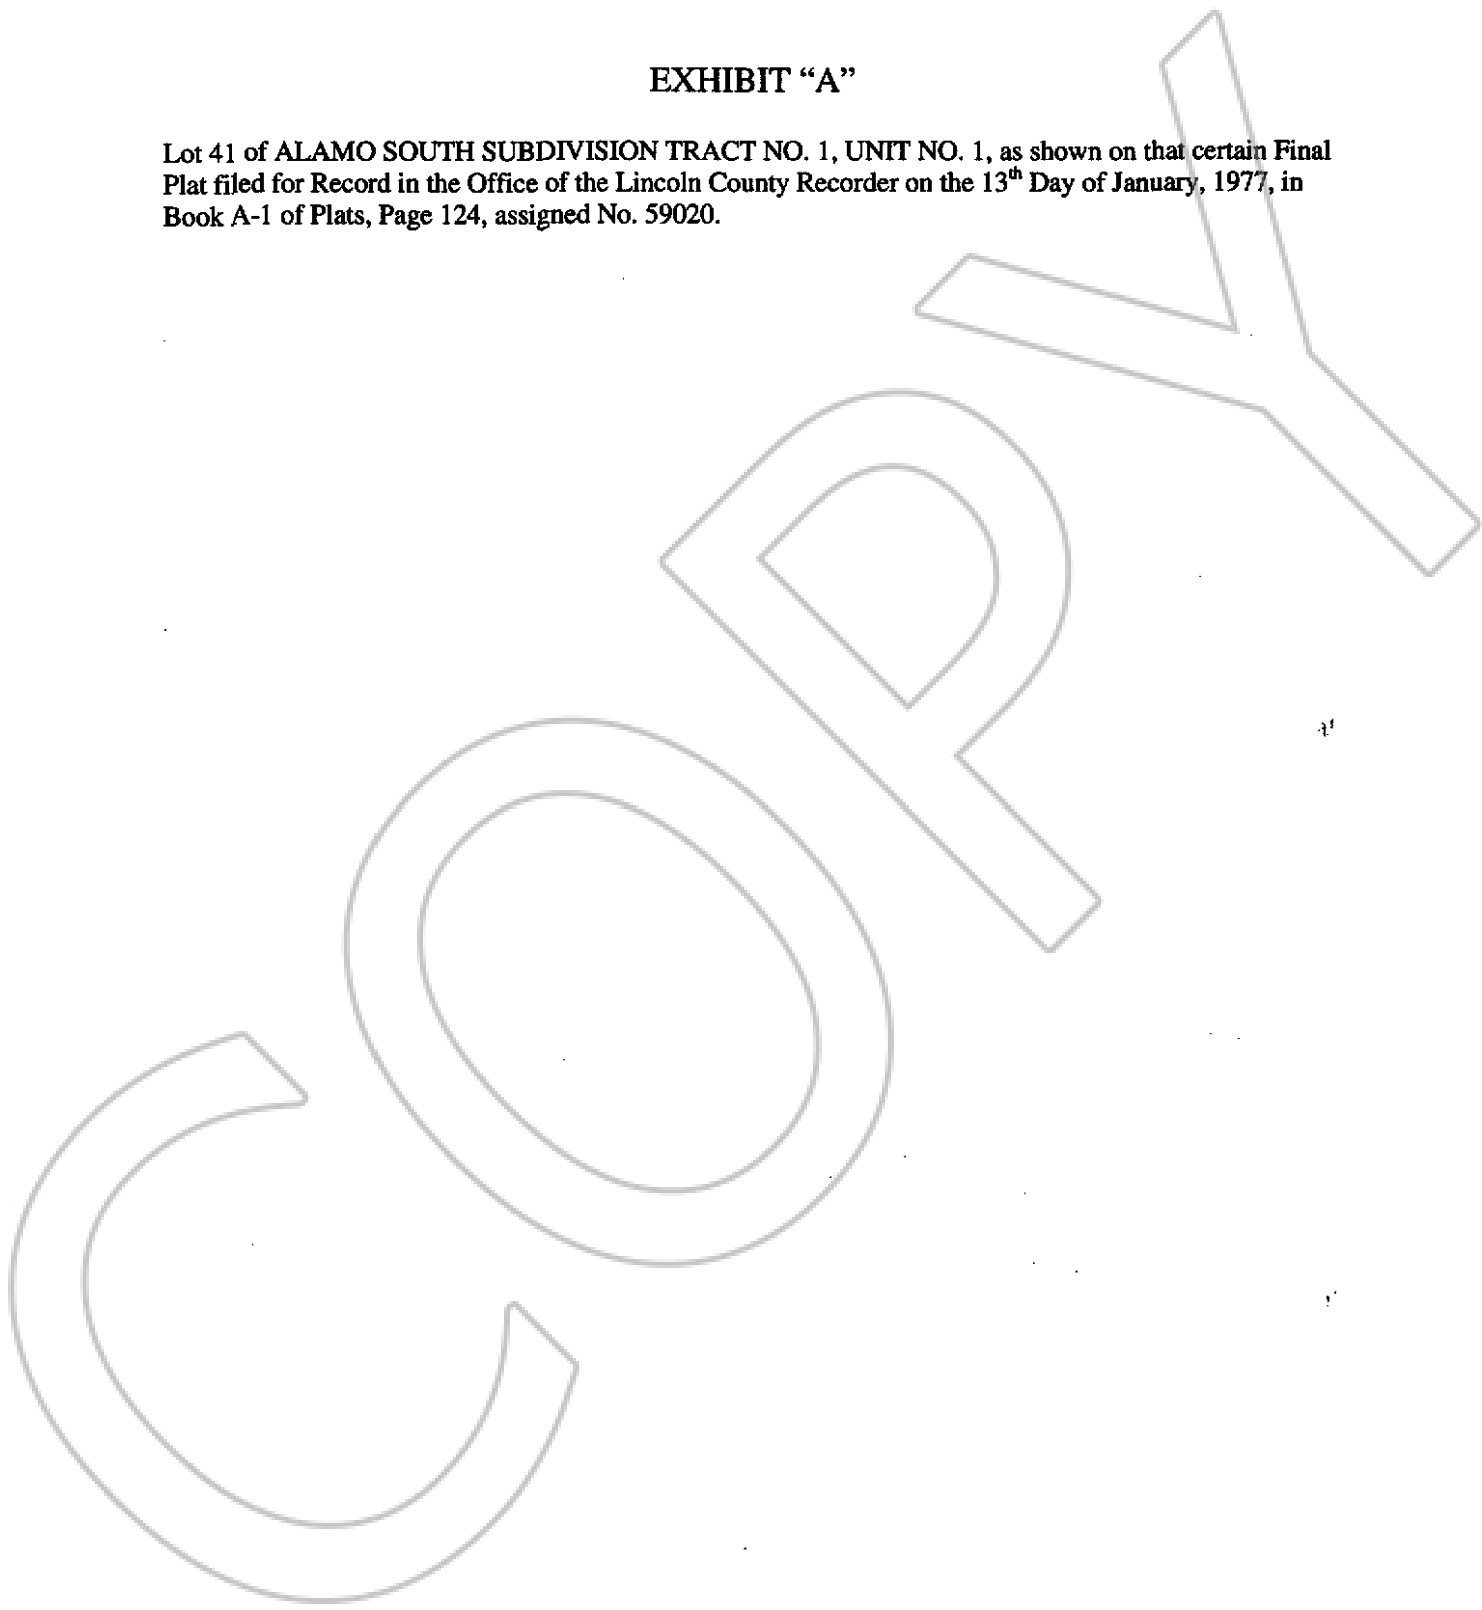 EXHIBIT “A”
Lot 41 of ALAMO SOUTH SUBDIVISION TRACT NO. 1, UNIT NO. 1, as shown on that certain Final
Plat filed for Record in the Office of the Lincoln County Recorder on the 13th Day of January, 1977, in
Book A-1 of Plats, Page 124, assigned No. 59020.
COPY